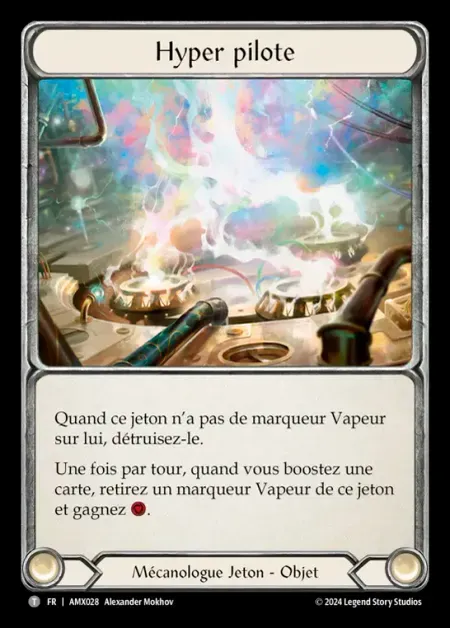 Hyper pilote
Quand ce jeton n'a pas de marqueur Vapeur
sur lui, détruisez-le.
Une fois par tour, quand vous boostez une
carte, retirez un marqueur Vapeur de ce jeton
et gagnez .
Mécanologue Jeton - Objet
T FR | AMX028 Alexander Mokhov © 2024 Legend Story Studios